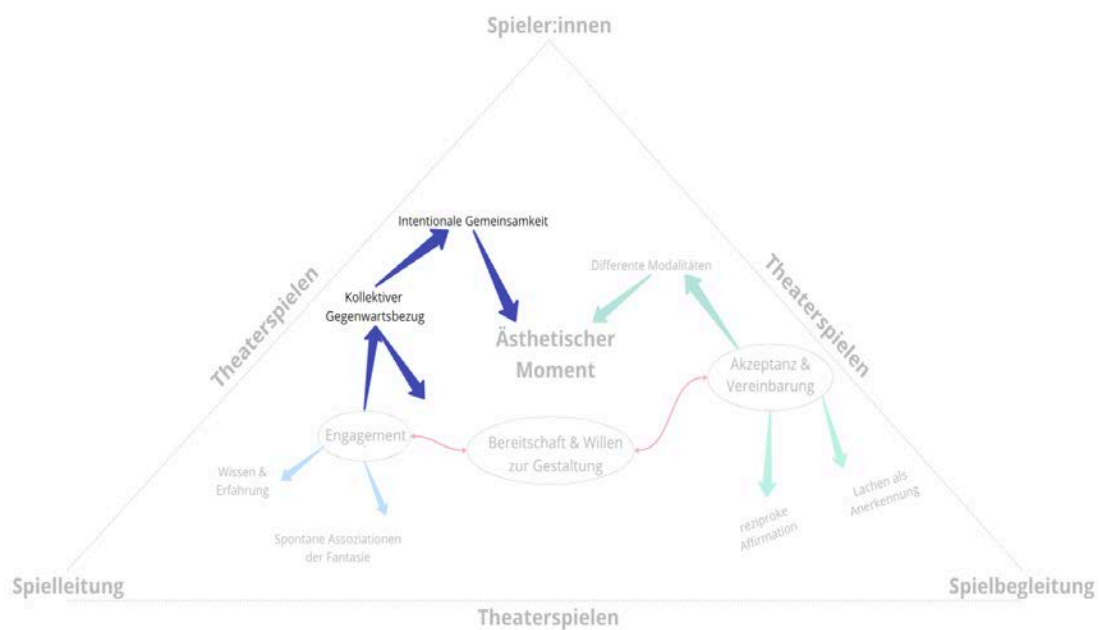 Spieler:innen
Intentionale Gemeinsamkeit
Theaterspielen
Differente Modalitäten
Theaterspielen
Kollektiver
Gegenwartsbezug
Ästhetischer
Moment
Akzeptanz &
Vereinbarung
Engagement
Bereitschaft & Willen
zur Gestaltung
Wissen &
Erfahrung
Lachen als
Anerkennung
reziproke
Affirmation
Spontane Assoziationen
der Fantasie
Spielleitung
Spielbegleitung
Theaterspielen